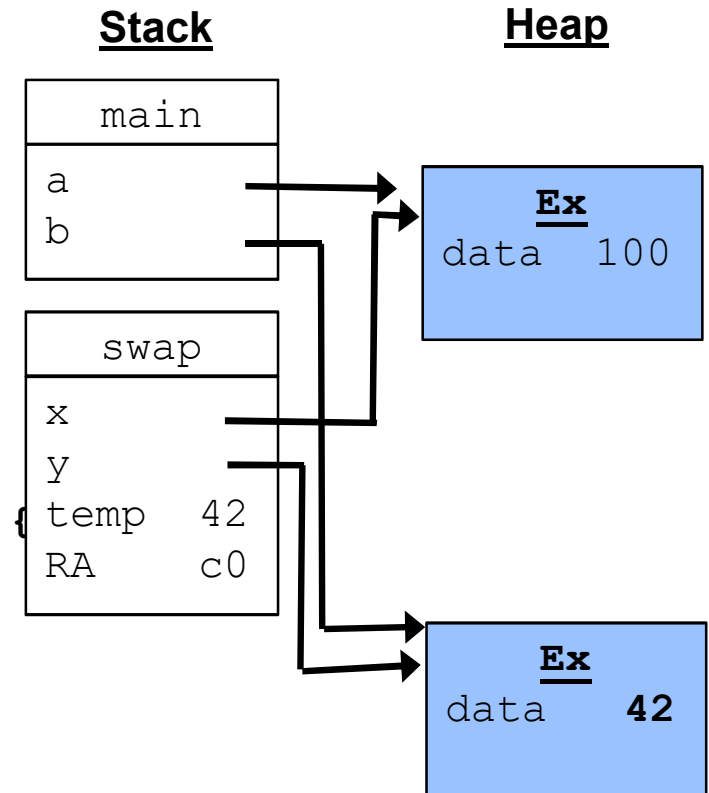 Stack
Heap
main
a
b
Ex
data 100
swap
x
y
{ temp 42
RA c0
Ex
data 42